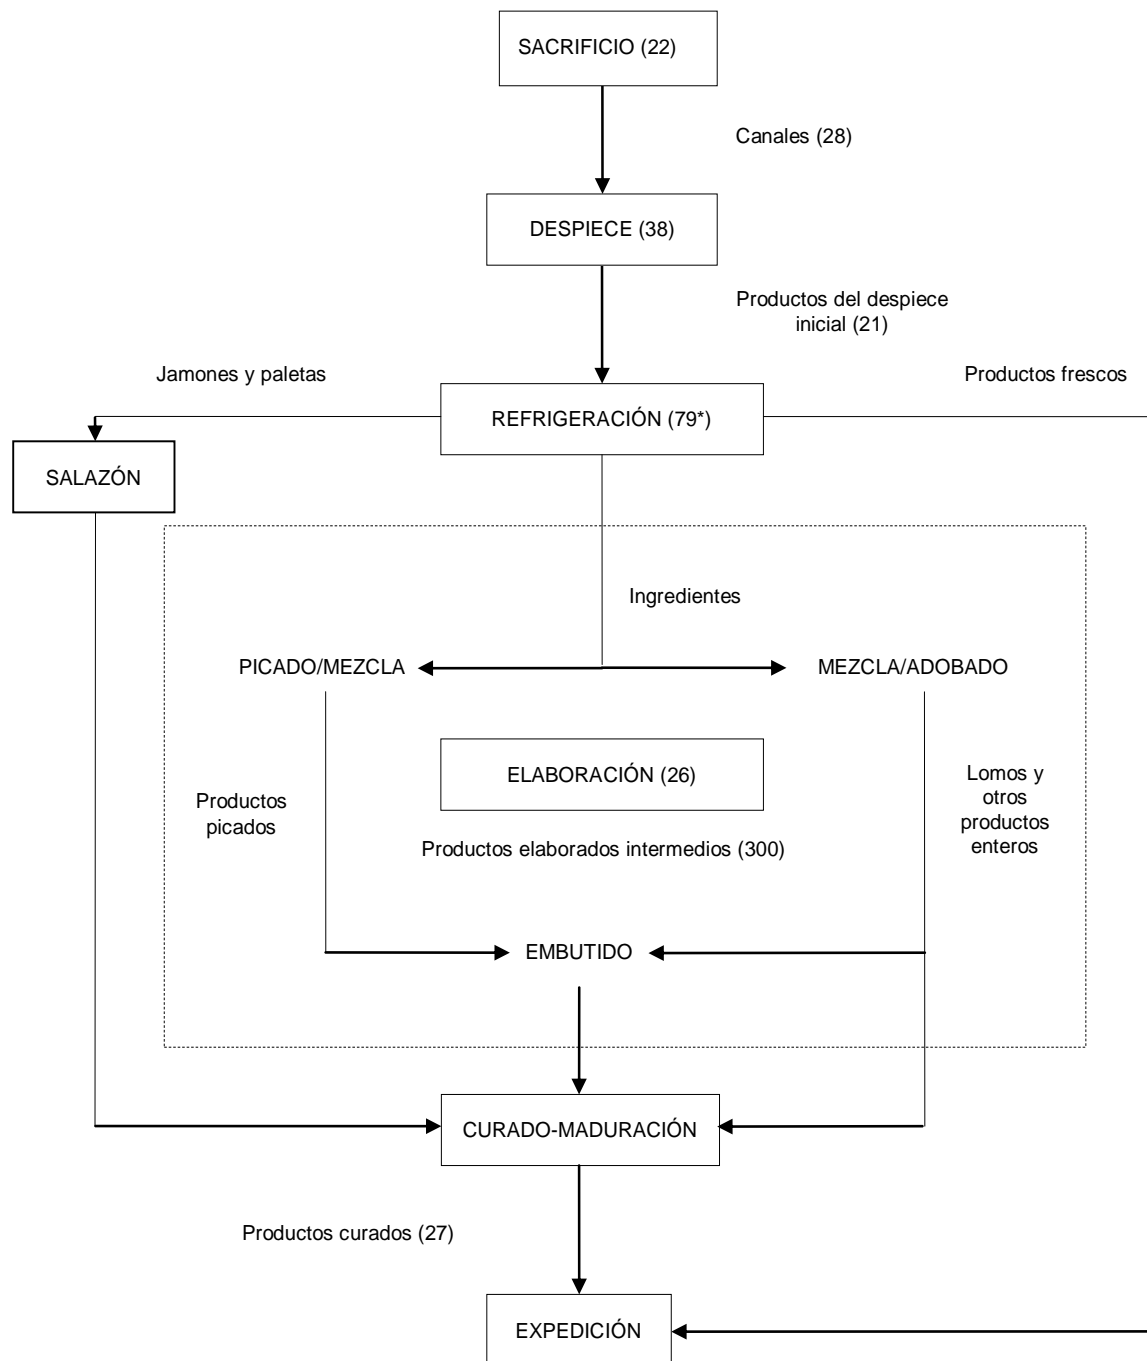 SACRIFICIO (22)
Canales (28)
DESPIECE (38)
Productos del despiece
inicial (21)
Jamones y paletas
Productos frescos
REFRIGERACIÓN (79*)
SALAZÓN
Ingredientes
PICADO/MEZCLA
MEZCLA/ADOBADO
ELABORACIÓN (26)
Productos
picados
Lomos y
otros
productos
enteros
Productos elaborados intermedios (300)
EMBUTIDO
CURADO-MADURACIÓN
Productos curados (27)
EXPEDICIÓN